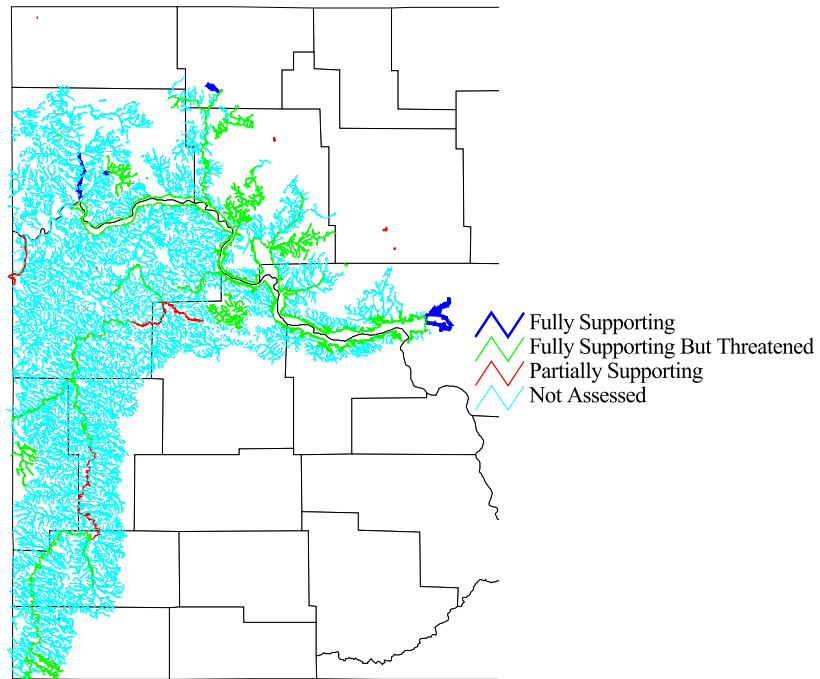 Fully Supporting
Fully Supporting But Threatened
Partially Supporting
Not Assessed